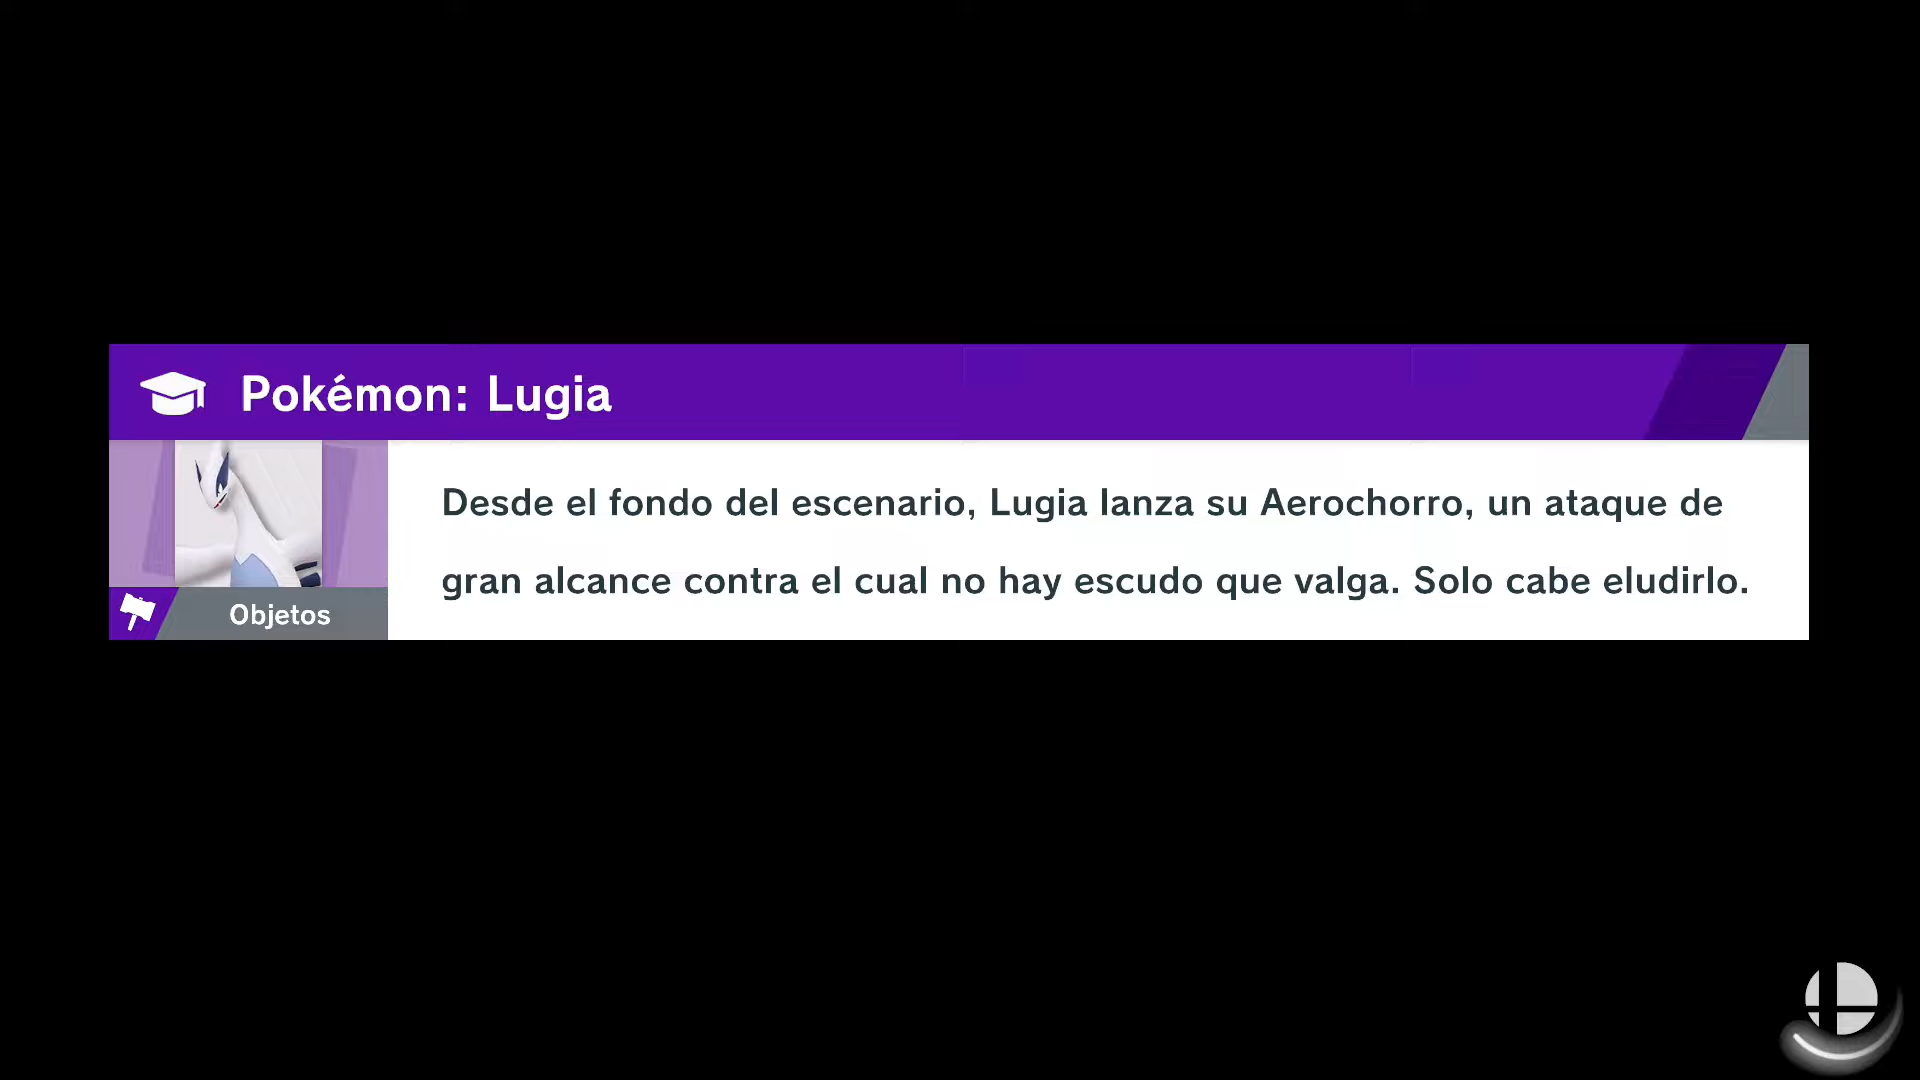 Pokémon: Lugia
Desde el fondo del escenario, Lugia lanza su Aerochorro, un ataque de
gran alcance contra el cual no hay escudo que valga. Solo cabe eludirlo.
Objetos